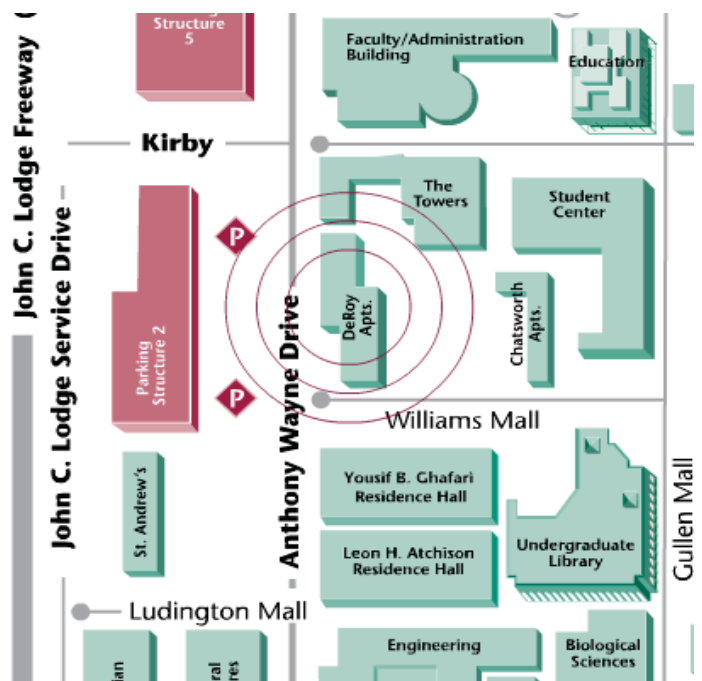 Structure
5
Faculty/Administration
Building
Education
John C. Lodge Freeway
Kirby
The
Towers
Student
Center
P
John C. Lodge Service Drive
DeRoy
Apts.
Chatsworth
Apts.
Parking
Structure 2
Anthony Wayne Drive
P
Williams Mall
St. Andrew's
Yousif B. Ghafari
Residence Hall
Leon H. Atchison
Residence Hall
Undergraduate
Library
Gullen Mall
Ludington Mall
Engineering
Biological
Sciences